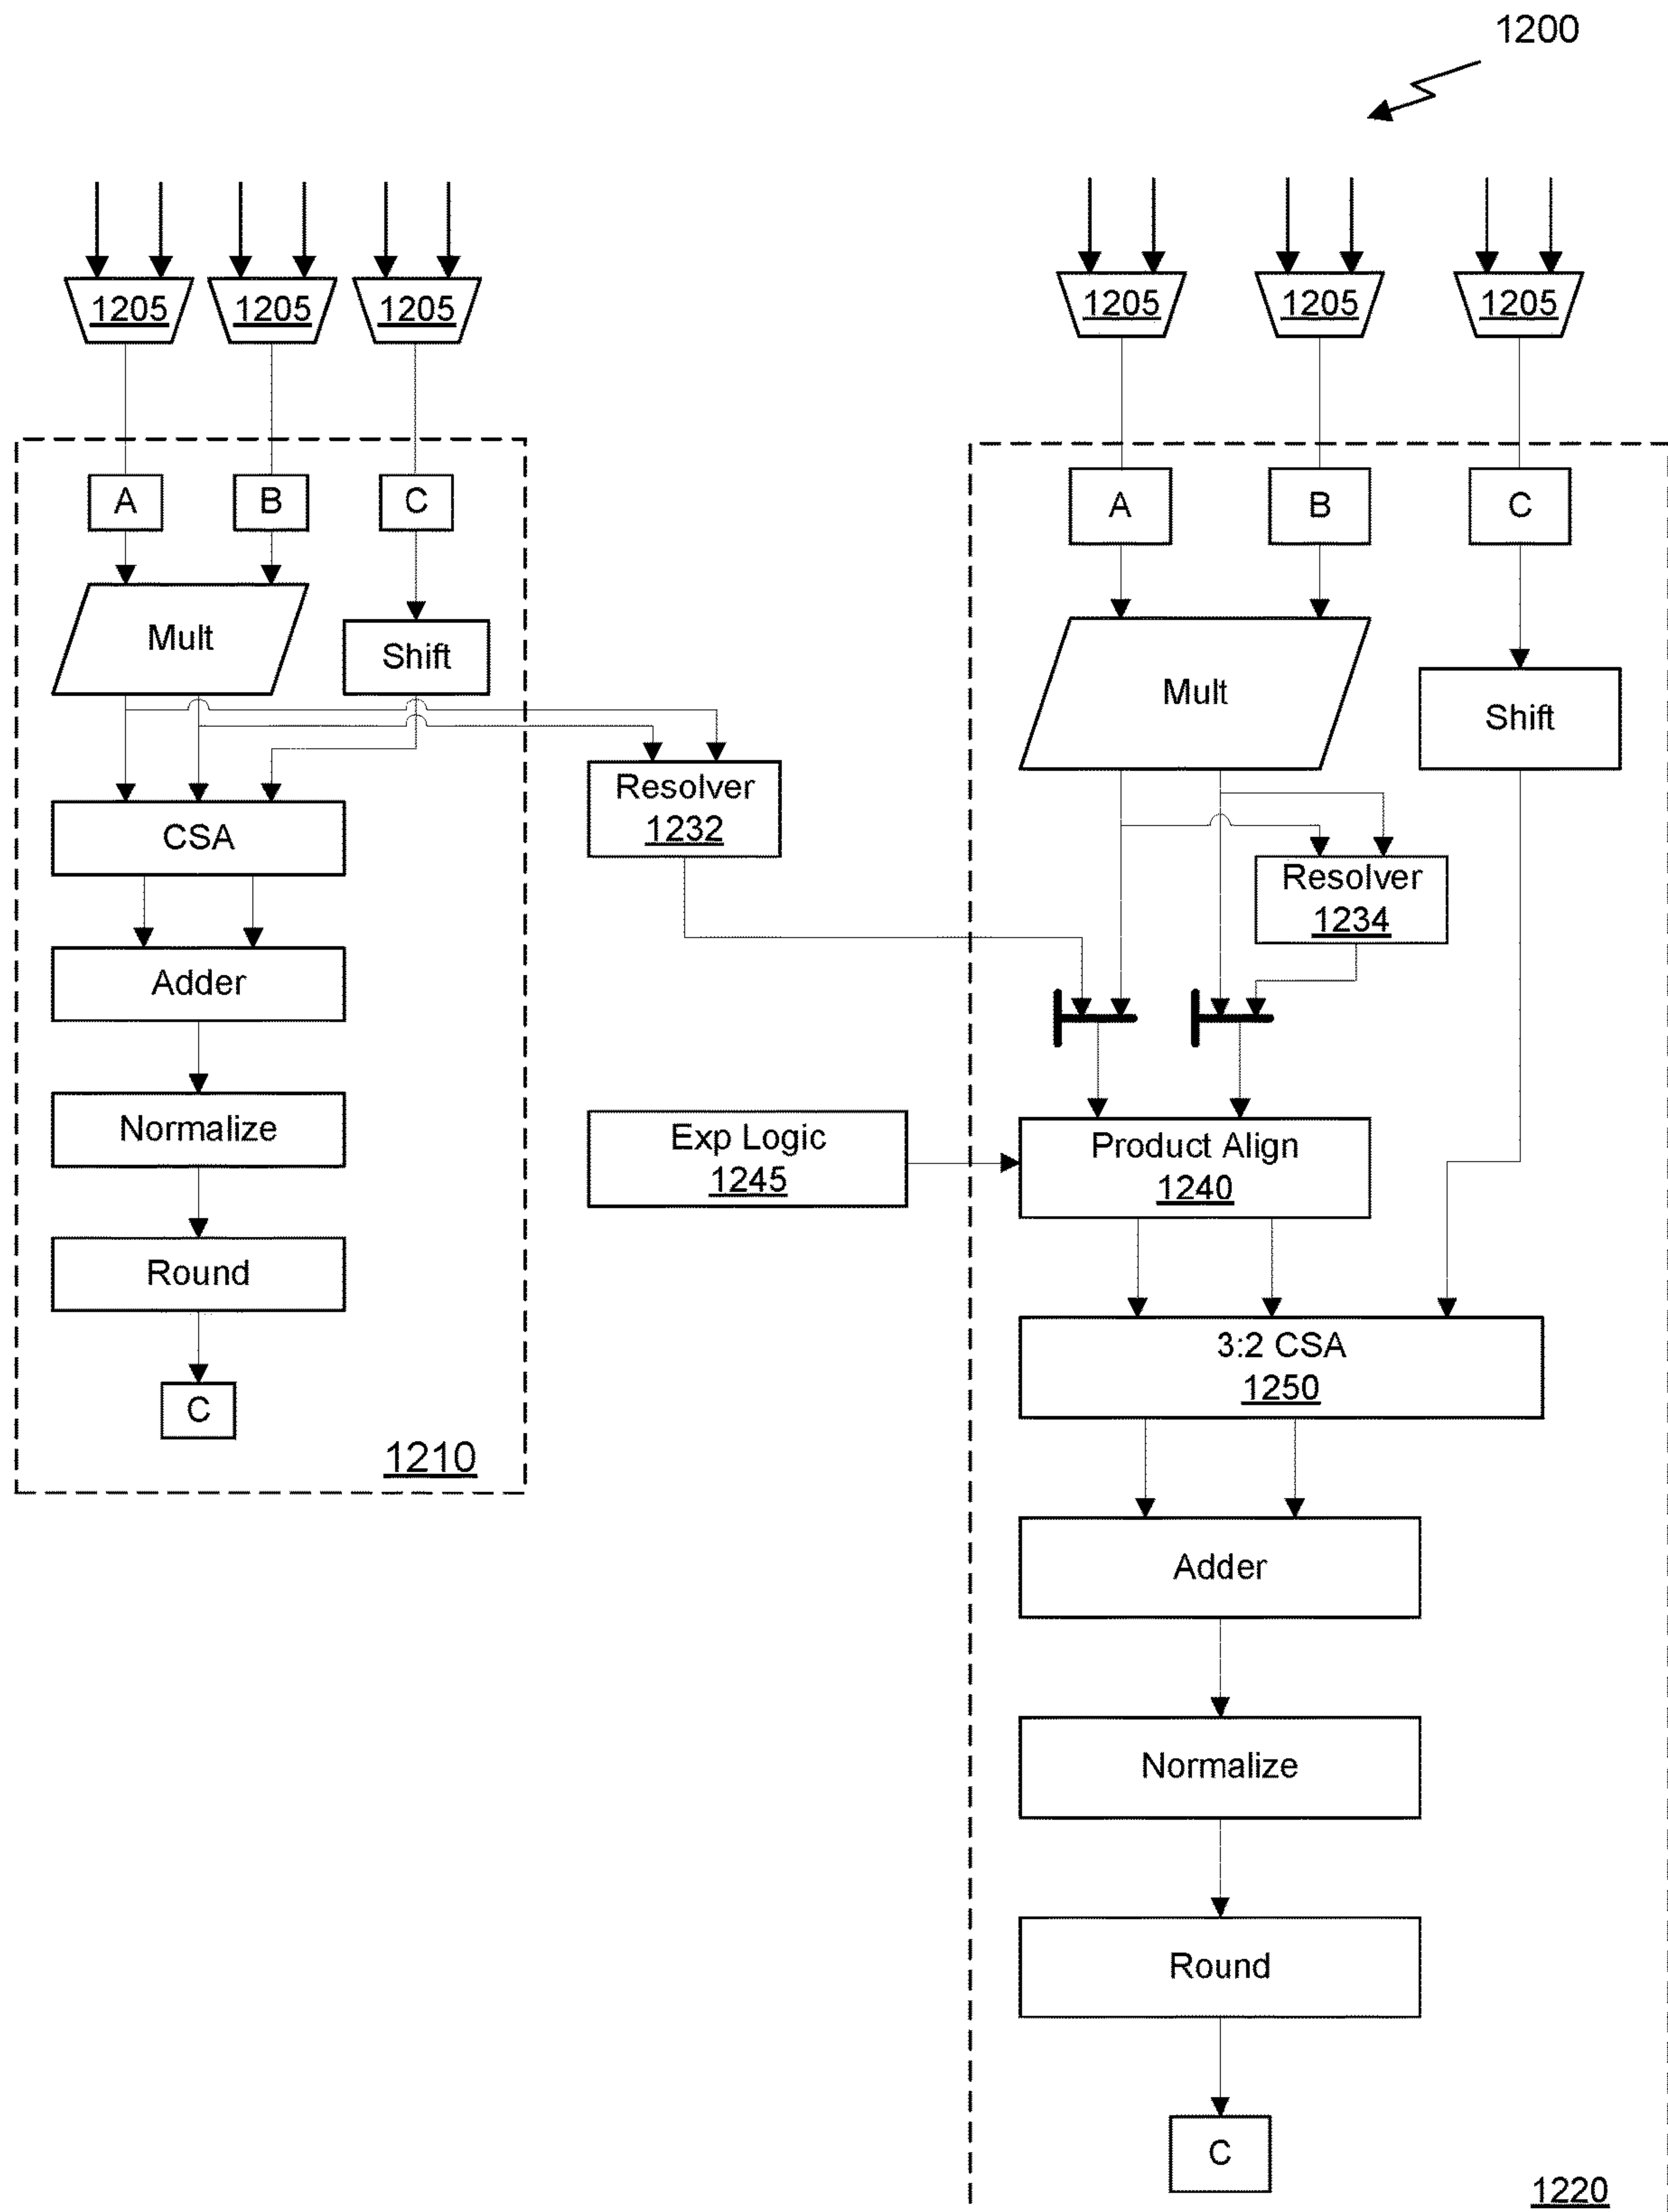 1200
1205
1205
1205
1205
1205
1205
A
B
C
Mult
Shift
CSA
Adder
Normalize
Round
C
1210
Resolver
1232
Exp Logic
1245
A
B
C
Mult
Shift
Resolver
1234
Product Align
1240
3:2 CSA
1250
Adder
Normalize
Round
C
1220